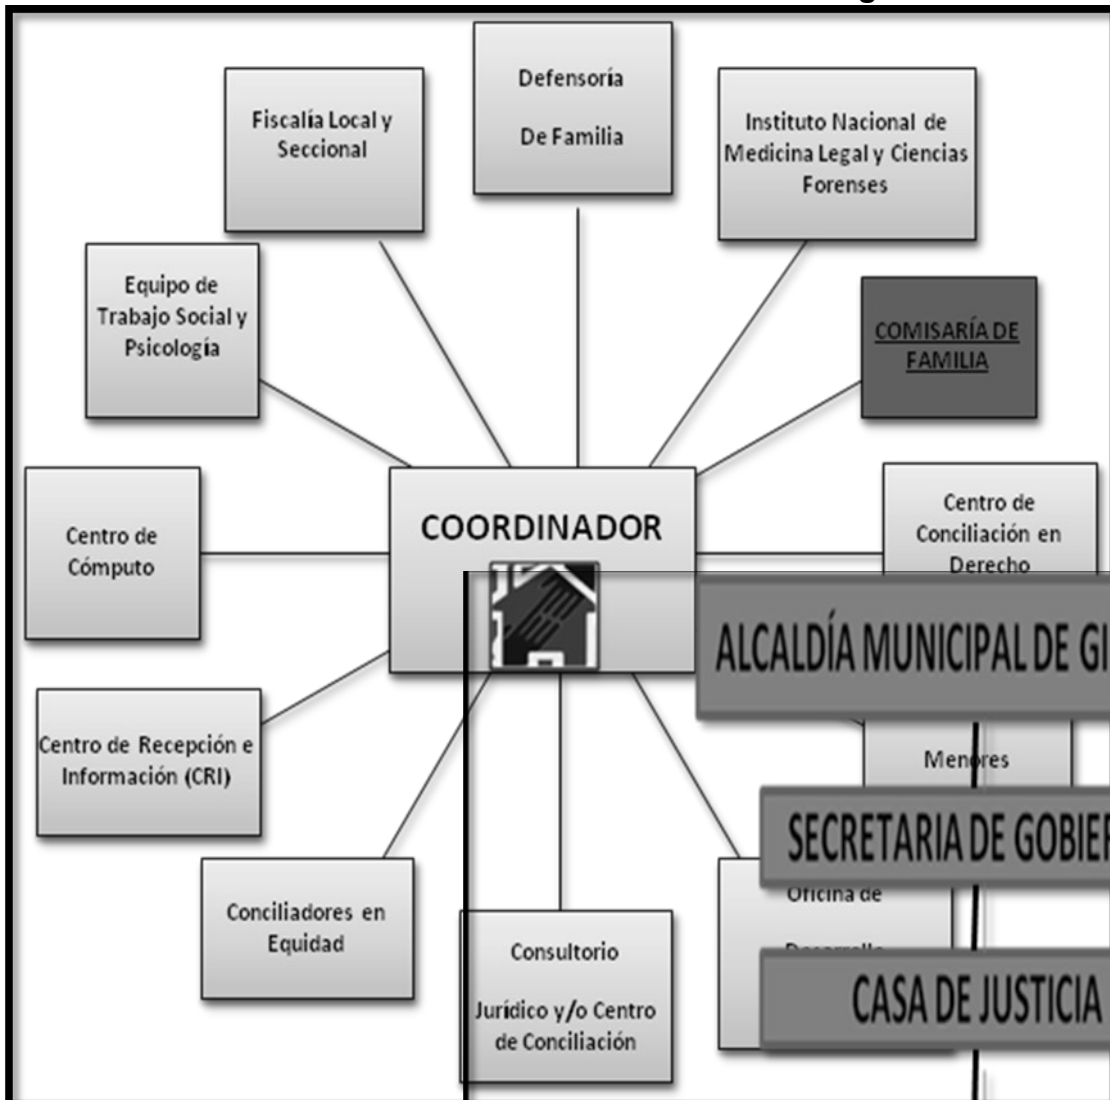 Defensoría
De Familia
Fiscalía Local y
Seccional
Instituto Nacional de
Medicina Legal y Ciencias
Forenses
Equipo de
Trabajo Social y
Psicología
COMISARÍA DE
FAMILIA
COORDINADOR
Centro de
Cómputo
Centro de
Conciliación en
Derecho
ALCALDÍA MUNICIPAL DE GI
Centro de Recepción e
Información (CRI)
Menores
SECRETARIA DE GOBIER
Oficina de
Conciliadores en
Equidad
Consultorio
Jurídico y/o Centro
de Conciliación
CASA DE JUSTICIA